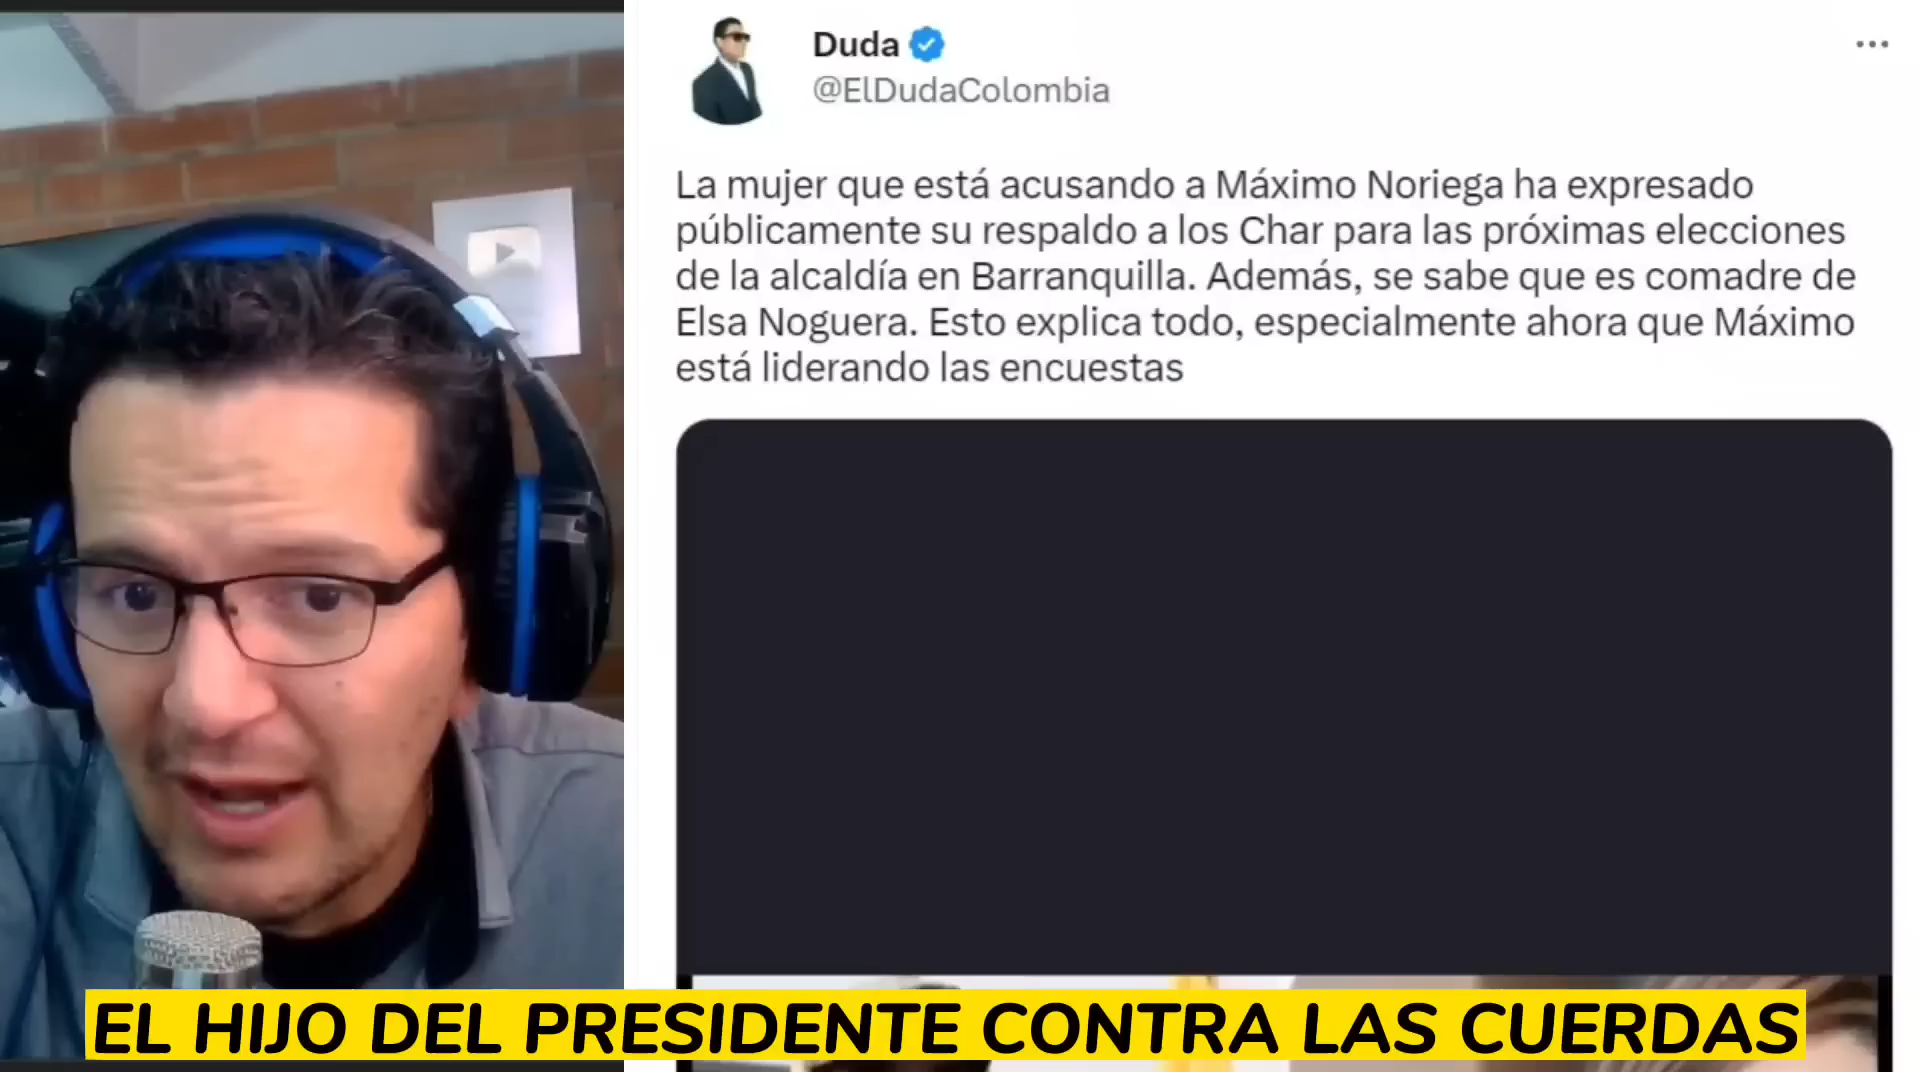 Duda
@ElDudaColombia
La mujer que está acusando a Máximo Noriega ha expresado
públicamente su respaldo a los Char para las próximas elecciones
de la alcaldía en Barranquilla. Además, se sabe que es comadre de
Elsa Noguera. Esto explica todo, especialmente ahora que Máximo
está liderando las encuestas
EL HIJO DEL PRESIDENTE CONTRA LAS CUERDAS